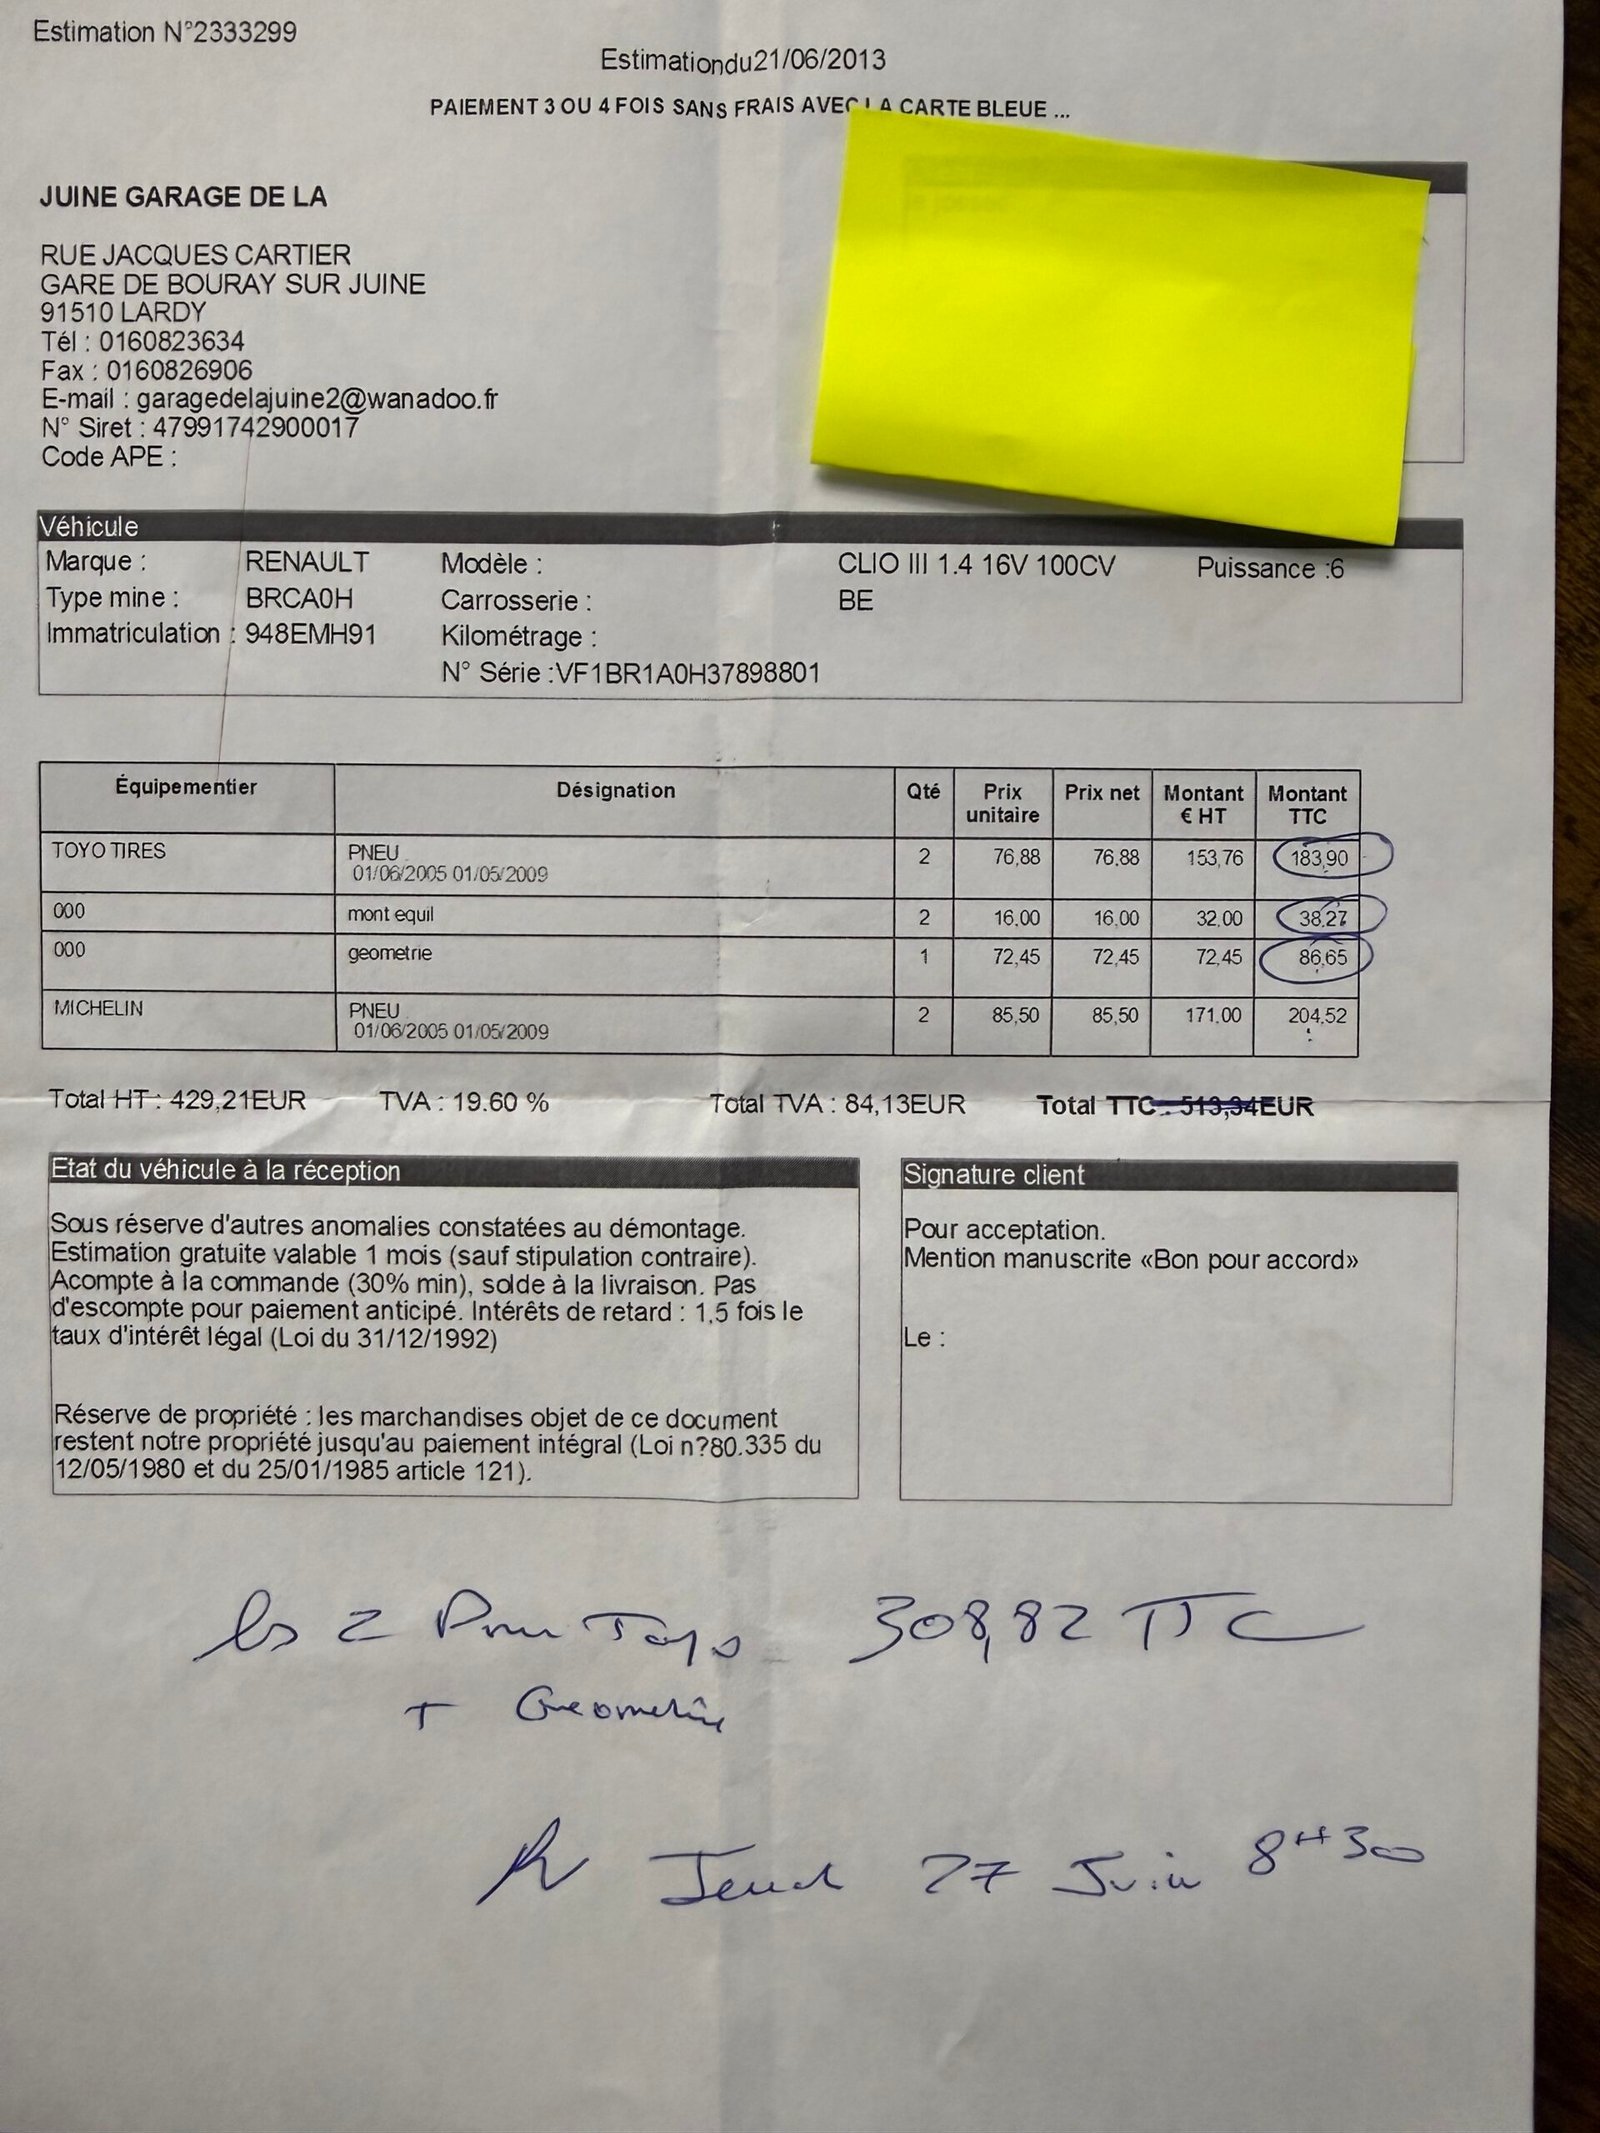 Estimation N°2333299
Estimationdu21/06/2013
PAIEMENT 3 OU 4 FOIS SANS FRAIS AVEC LA CARTE BLEUE ...
JUINE GARAGE DE LA
RUE JACQUES CARTIER
GARE DE BOURAY SUR JUINE
91510 LARDY
Tél : 0160823634
Fax : 0160826906
E-mail : garagedelajuine2@wanadoo.fr
N° Siret : 47991742900017
Code APE :
Véhicule
Marque : RENAULT Modèle : CLIO III 1.4 16V 100CV Puissance :6
Type mine : BRCA0H Carrosserie : BE
Immatriculation : 948EMH91 Kilométrage :
N° Série :VF1BR1A0H37898801
Équipementier Désignation Qté Prix unitaire Prix net Montant € HT Montant TTC
TOYO TIRES PNEU 2 76,88 76,88 153,76 183,90
01/06/2005 01/05/2009
000 mont equil 2 16,00 16,00 32,00 38,27
000 geometrie 1 72,45 72,45 72,45 86,65
MICHELIN PNEU 2 85,50 85,50 171,00 204,52
01/06/2005 01/05/2009
Total HT : 429,21EUR TVA : 19.60 % Total TVA : 84,13EUR Total TTC : 513,34EUR
Etat du véhicule à la réception
Sous réserve d'autres anomalies constatées au démontage.
Estimation gratuite valable 1 mois (sauf stipulation contraire).
Acompte à la commande (30% min), solde à la livraison. Pas
d'escompte pour paiement anticipé. Intérêts de retard : 1,5 fois le
taux d'intérêt légal (Loi du 31/12/1992)
Réserve de propriété : les marchandises objet de ce document
restent notre propriété jusqu'au paiement intégral (Loi n?80.335 du
12/05/1980 et du 25/01/1985 article 121).
Signature client
Pour acceptation.
Mention manuscrite «Bon pour accord»
Le :
les 2 Pneu Toyo 308,82 TTC
+ Geometrie
RV Jeudi 27 Juin 8H30